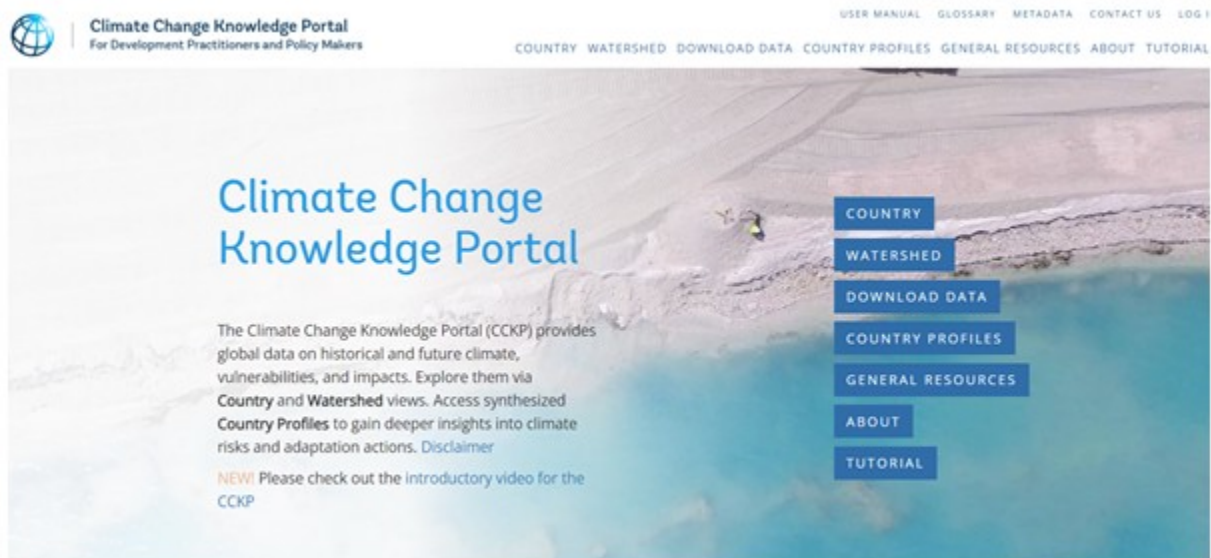 Climate Change Knowledge Portal
For Development Practitioners and Policy Makers
USER MANUAL GLOSSARY METADATA CONTACT US LOG I
COUNTRY WATERSHED DOWNLOAD DATA COUNTRY PROFILES GENERAL RESOURCES ABOUT TUTORIAL
Climate Change
Knowledge Portal
The Climate Change Knowledge Portal (CCKP) provides
global data on historical and future climate,
vulnerabilities, and impacts. Explore them via
Country and Watershed views. Access synthesized
Country Profiles to gain deeper insights into climate
risks and adaptation actions. Disclaimer
NEW! Please check out the introductory video for the
CCKP
COUNTRY
WATERSHED
DOWNLOAD DATA
COUNTRY PROFILES
GENERAL RESOURCES
ABOUT
TUTORIAL